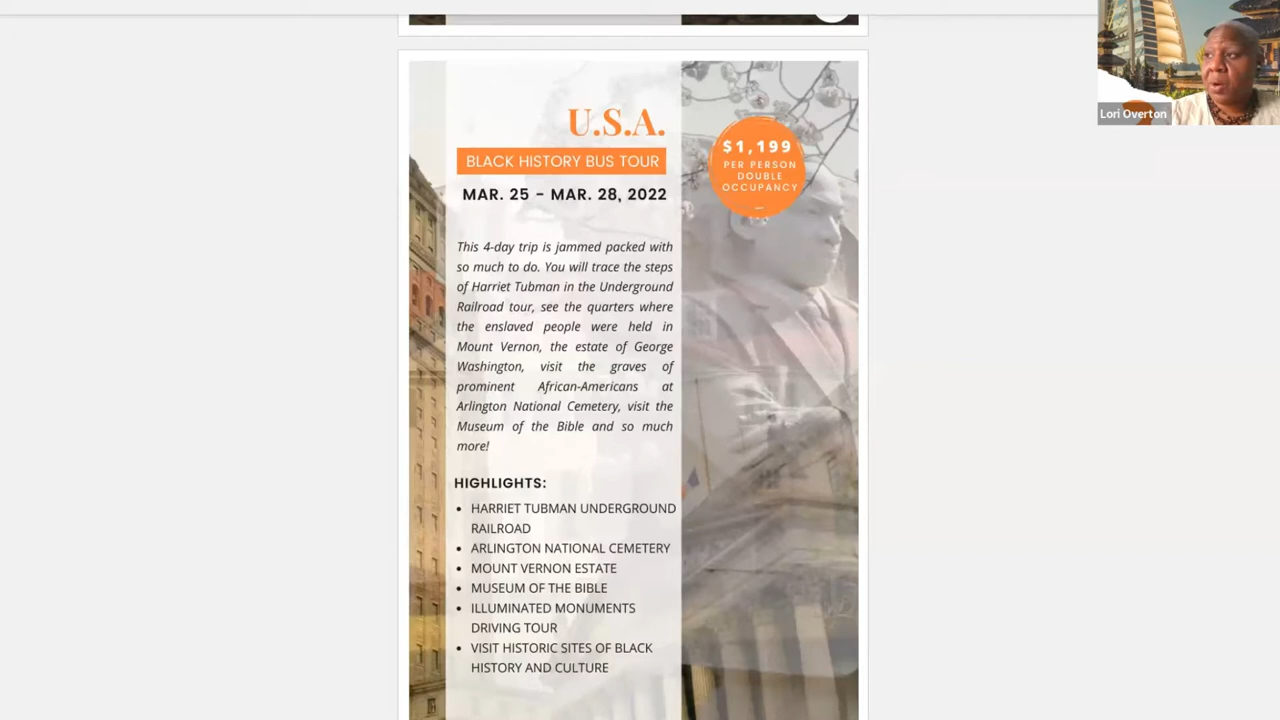 U.S.A.
BLACK HISTORY BUS TOUR
MAR. 25 - MAR. 28, 2022
$1,199
PER PERSON
DOUBLE
OCCUPANCY
This 4-day trip is jammed packed with
so much to do. You will trace the steps
of Harriet Tubman in the Underground
Railroad tour, see the quarters where
the enslaved people were held in
Mount Vernon, the estate of George
Washington, visit the graves of
prominent African-Americans at
Arlington National Cemetery, visit the
Museum of the Bible and so much
more!
HIGHLIGHTS:
• HARRIET TUBMAN UNDERGROUND
RAILROAD
• ARLINGTON NATIONAL CEMETERY
• MOUNT VERNON ESTATE
• MUSEUM OF THE BIBLE
• ILLUMINATED MONUMENTS
DRIVING TOUR
• VISIT HISTORIC SITES OF BLACK
HISTORY AND CULTURE
Lori Overton